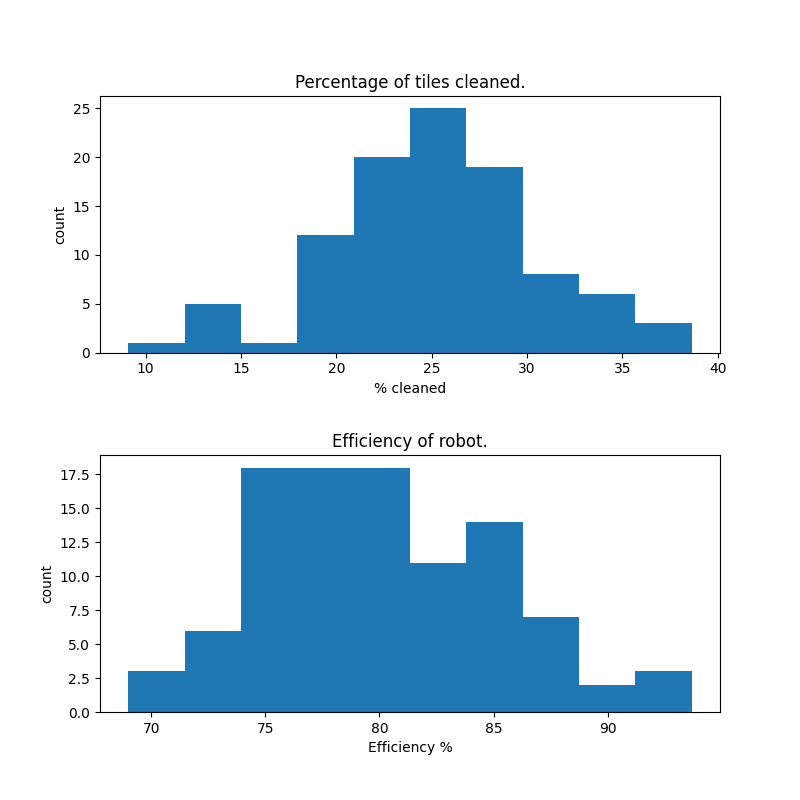 Percentage of tiles cleaned.
25
20
15
10
5
0
count
10 15 20 25 30 35 40
% cleaned
Efficiency of robot.
17.5
15.0
12.5
10.0
7.5
5.0
2.5
0.0
count
70 75 80 85 90
Efficiency %